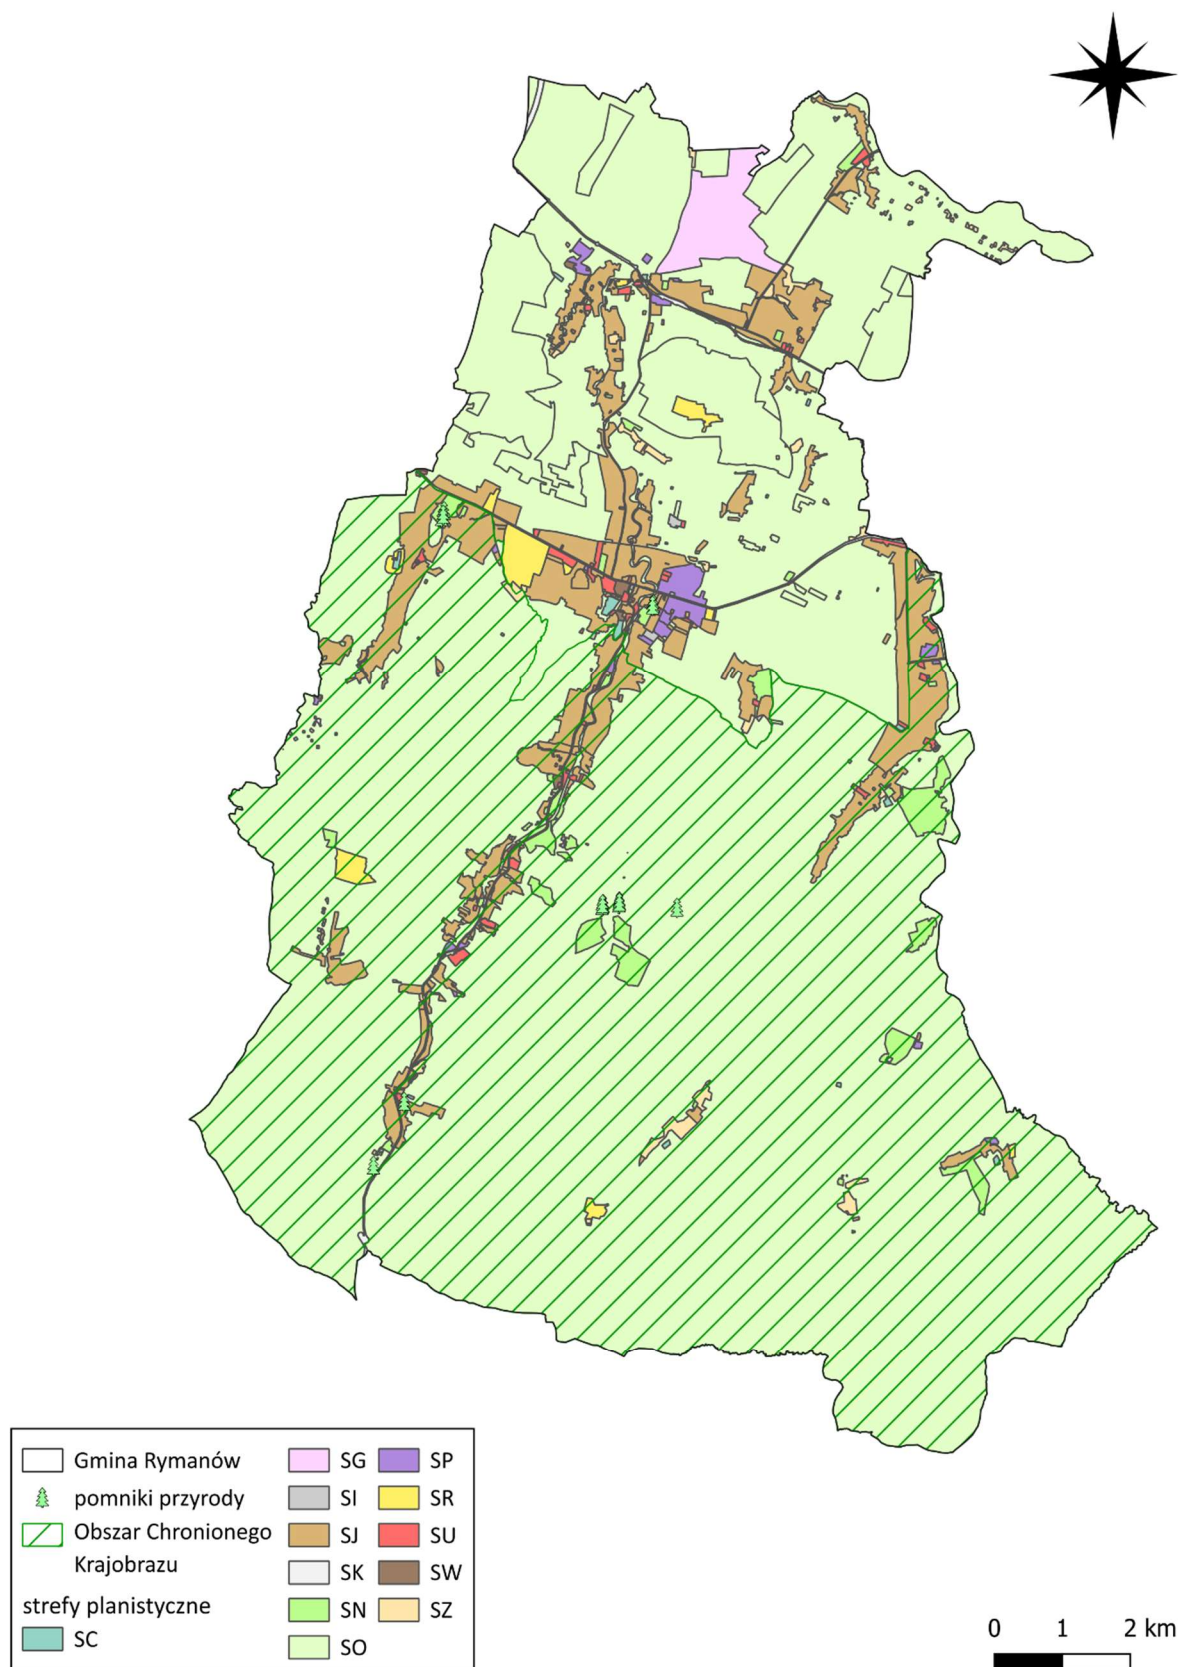 Gmina Rymanów
pomniki przyrody
Obszar Chronionego
Krajobrazu
strefy planistyczne
SC
SG
SI
SJ
SK
SN
SO
SP
SR
SU
SW
SZ
0 1 2 km